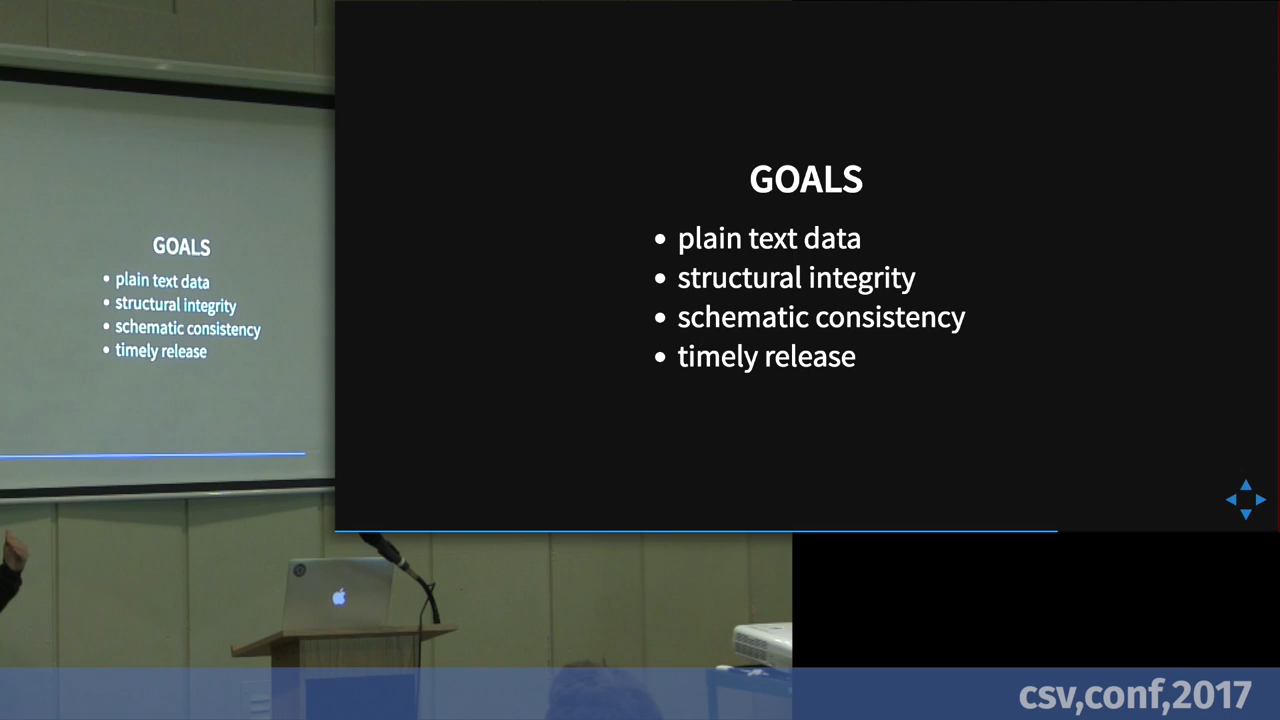 GOALS
• plain text data
• structural integrity
• schematic consistency
• timely release
GOALS
• plain text data
• structural integrity
• schematic consistency
• timely release
csv,conf,2017